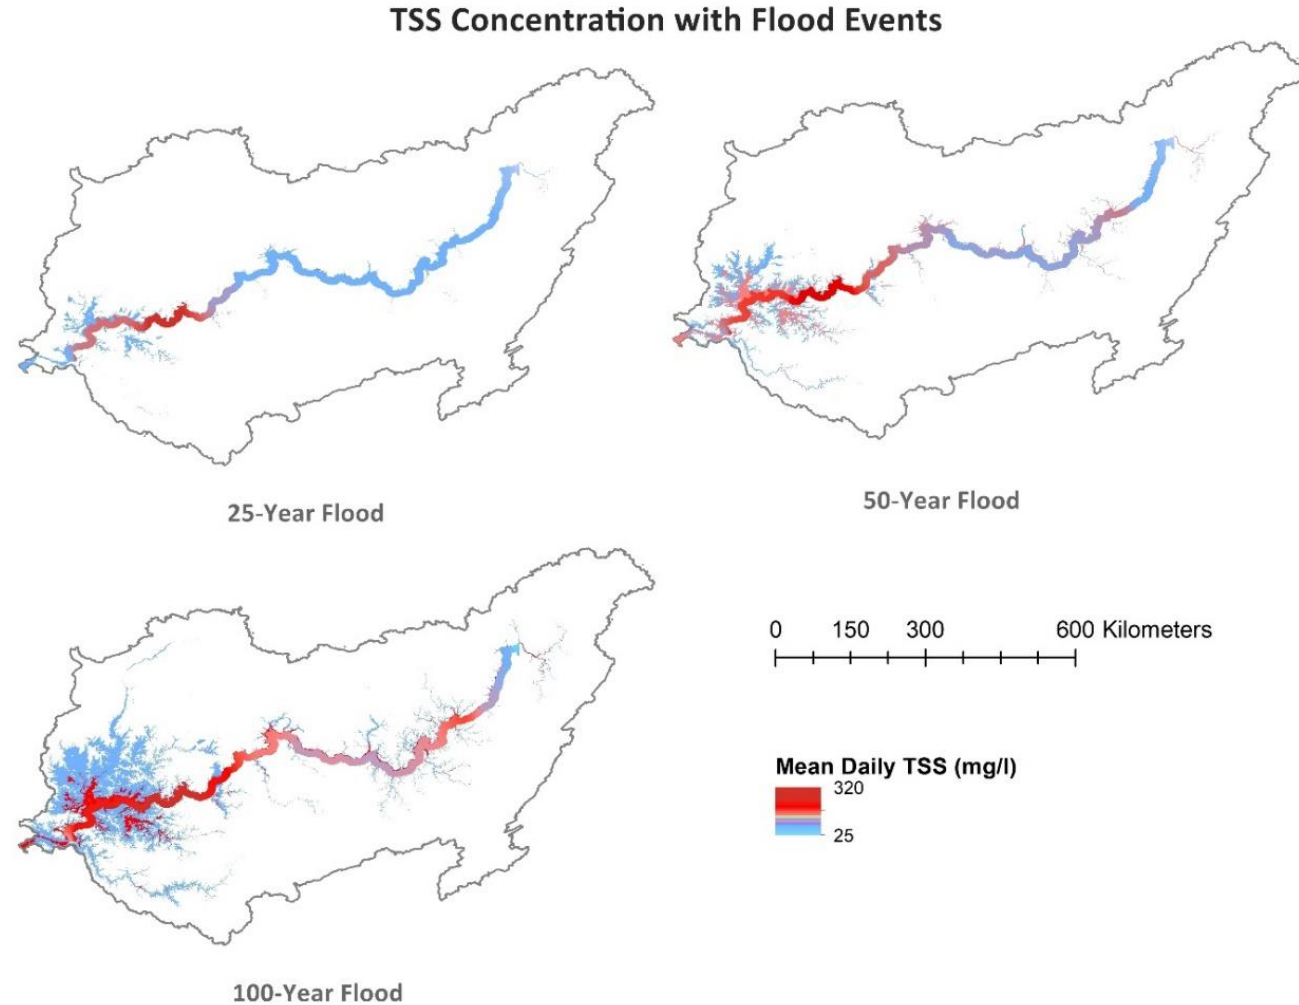 TSS Concentration with Flood Events
25-Year Flood
50-Year Flood
0 150 300 600 Kilometers
Mean Daily TSS (mg/l)
320
25
100-Year Flood